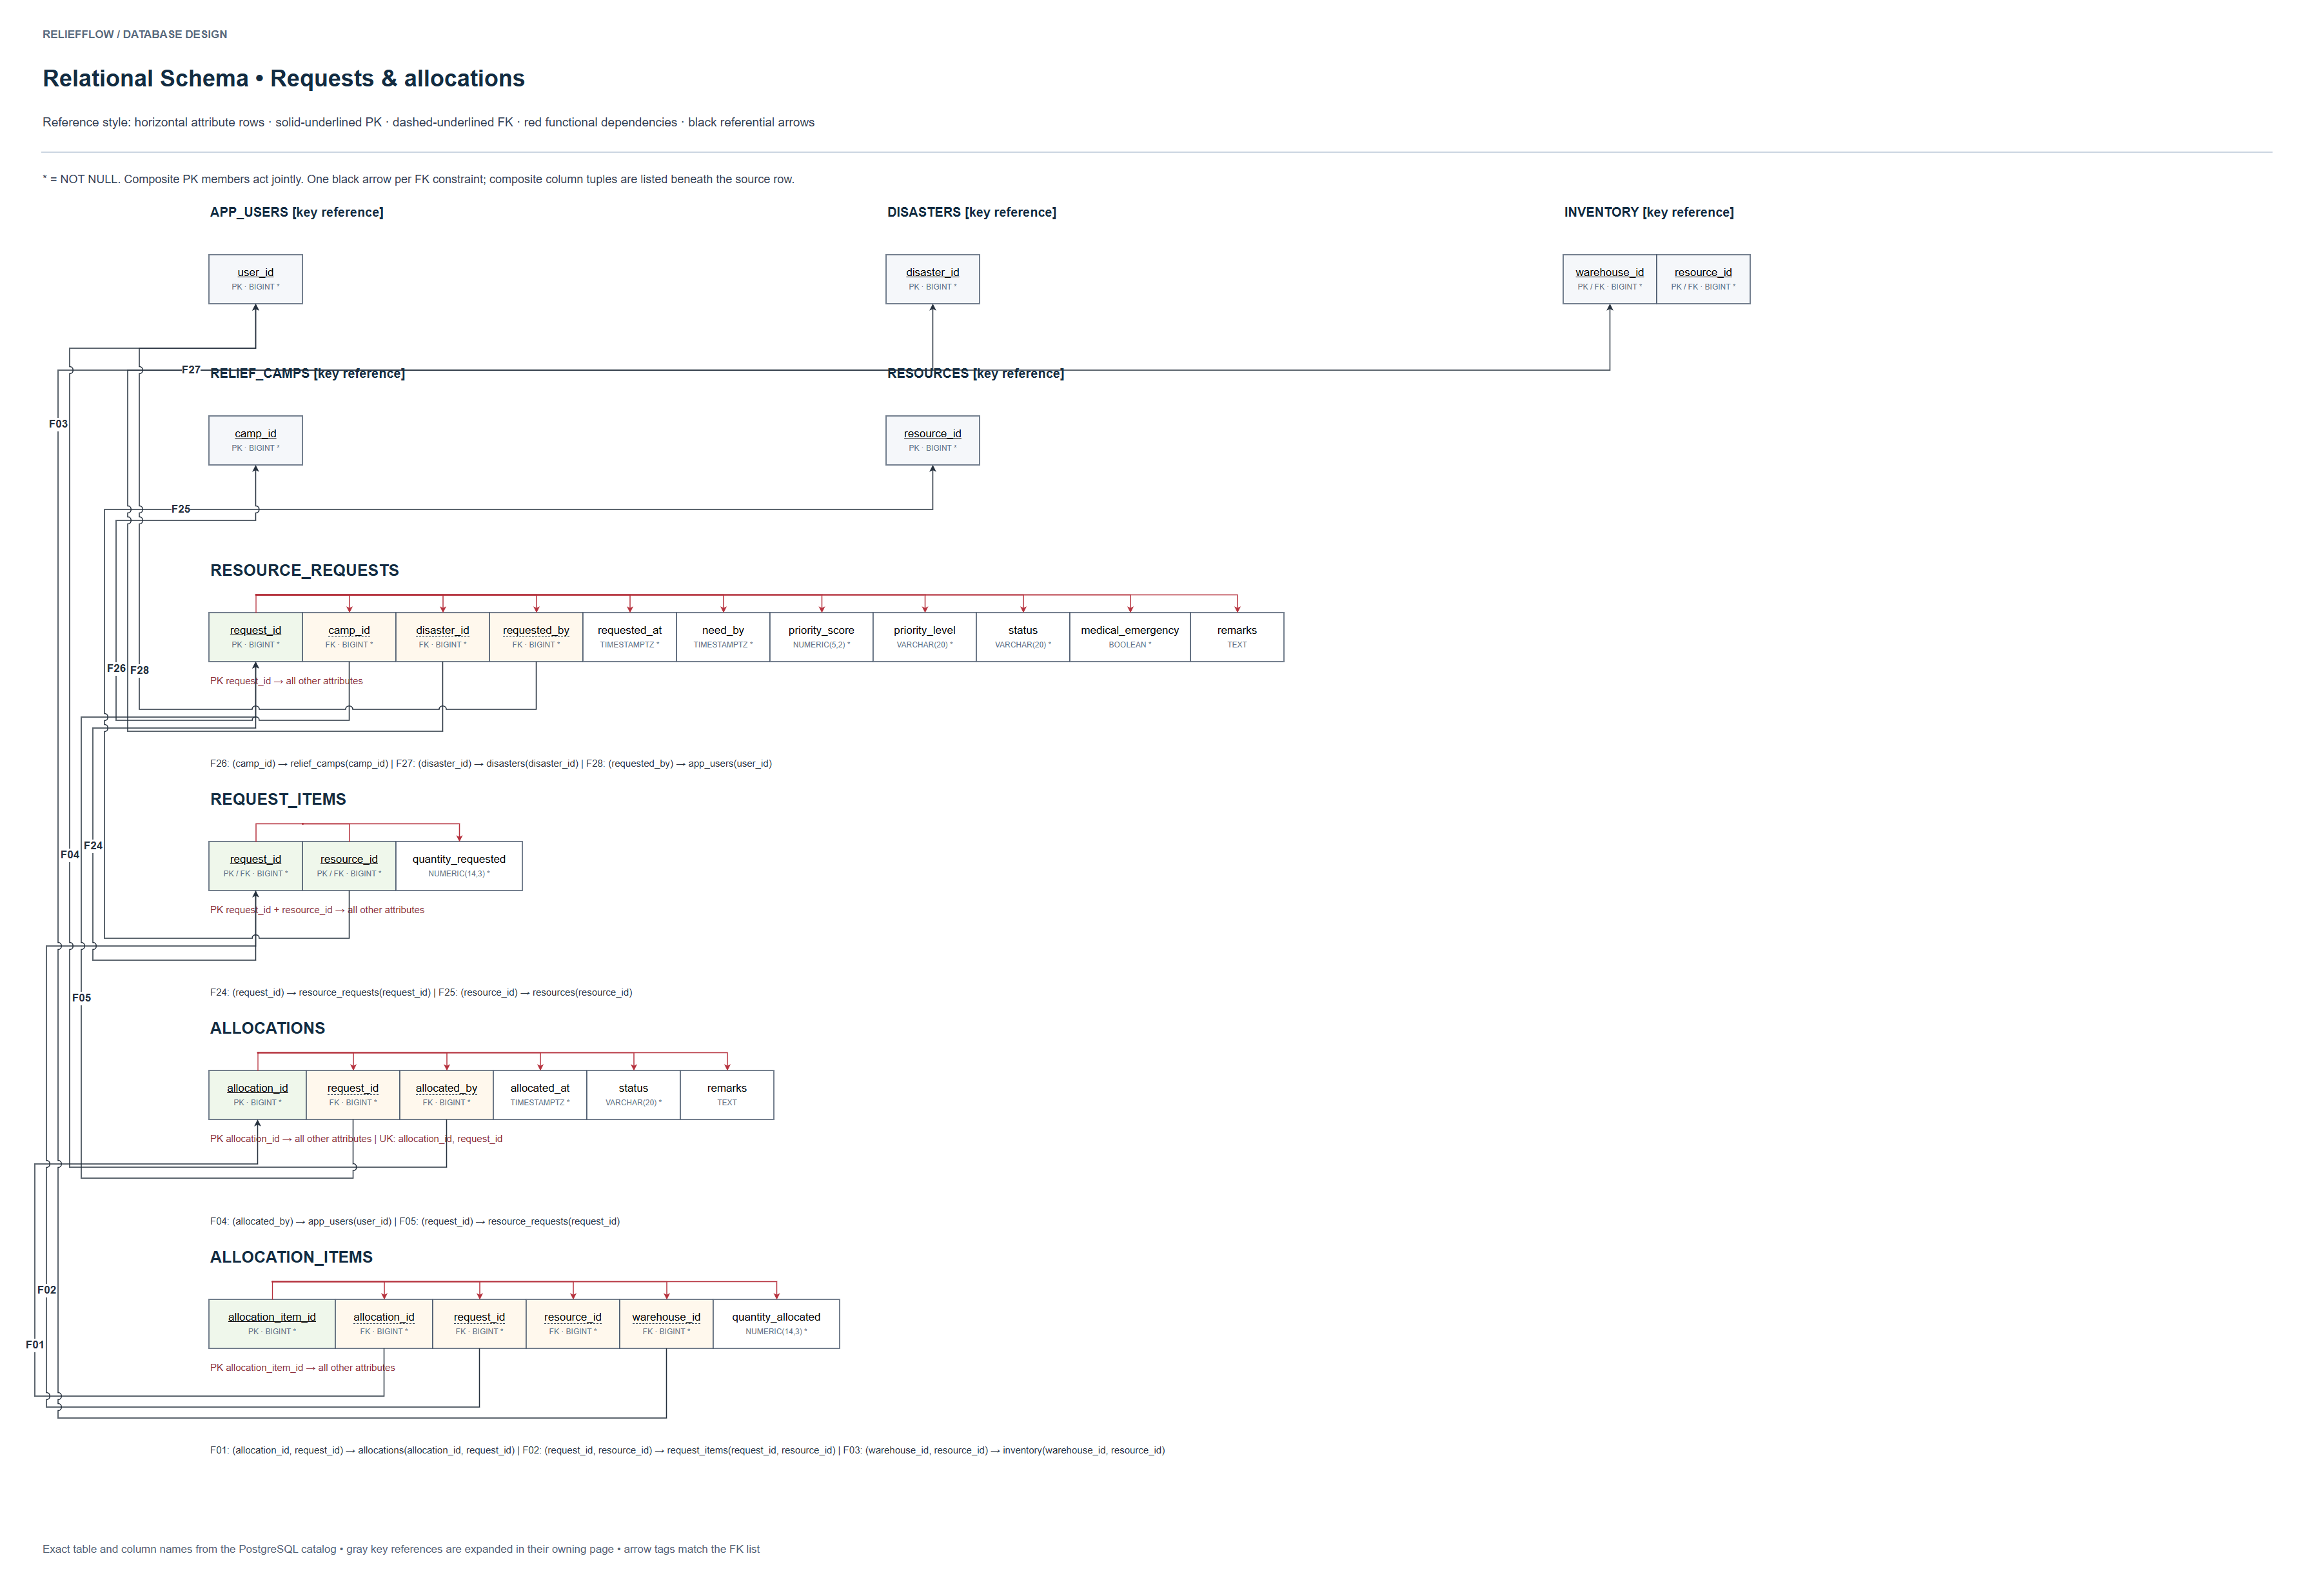 RELIEFFLOW / DATABASE DESIGN
Relational Schema • Requests & allocations
Reference style: horizontal attribute rows · solid-underlined PK · dashed-underlined FK · red functional dependencies · black referential arrows
* = NOT NULL. Composite PK members act jointly. One black arrow per FK constraint; composite column tuples are listed beneath the source row.
APP_USERS [key reference] DISASTERS [key reference] INVENTORY [key reference]
user_id disaster_id warehouse_id resource_id
PK · BIGINT * PK · BIGINT * PK / FK · BIGINT * PK / FK · BIGINT *
F27 RELIEF_CAMPS [key reference] RESOURCES [key reference]
F03
camp_id resource_id
PK · BIGINT * PK · BIGINT *
F25
RESOURCE_REQUESTS
request_id camp_id disaster_id requested_by requested_at need_by priority_score priority_level status medical_emergency remarks
PK · BIGINT * FK · BIGINT * FK · BIGINT * FK · BIGINT * TIMESTAMPTZ * TIMESTAMPTZ * NUMERIC(5,2) * VARCHAR(20) * VARCHAR(20) * BOOLEAN * TEXT
F26 F28
PK request_id → all other attributes
F26: (camp_id) → relief_camps(camp_id) | F27: (disaster_id) → disasters(disaster_id) | F28: (requested_by) → app_users(user_id)
REQUEST_ITEMS
F04 F24
request_id resource_id quantity_requested
PK / FK · BIGINT * PK / FK · BIGINT * NUMERIC(14,3) *
PK request_id + resource_id → all other attributes
F24: (request_id) → resource_requests(request_id) | F25: (resource_id) → resources(resource_id)
F05
ALLOCATIONS
allocation_id request_id allocated_by allocated_at status remarks
PK · BIGINT * FK · BIGINT * FK · BIGINT * TIMESTAMPTZ * VARCHAR(20) * TEXT
PK allocation_id → all other attributes | UK: allocation_id, request_id
F04: (allocated_by) → app_users(user_id) | F05: (request_id) → resource_requests(request_id)
ALLOCATION_ITEMS
F02
allocation_item_id allocation_id request_id resource_id warehouse_id quantity_allocated
PK · BIGINT * FK · BIGINT * FK · BIGINT * FK · BIGINT * FK · BIGINT * NUMERIC(14,3) *
F01
PK allocation_item_id → all other attributes
F01: (allocation_id, request_id) → allocations(allocation_id, request_id) | F02: (request_id, resource_id) → request_items(request_id, resource_id) | F03: (warehouse_id, resource_id) → inventory(warehouse_id, resource_id)
Exact table and column names from the PostgreSQL catalog • gray key references are expanded in their owning page • arrow tags match the FK list